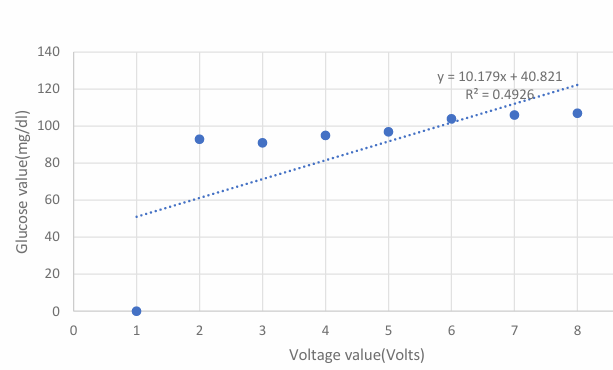 140
120
100
80
60
40
20
0
Glucose value(mg/dl)
y = 10.179x + 40.821
R² = 0.4926
0 1 2 3 4 5 6 7 8
Voltage value(Volts)